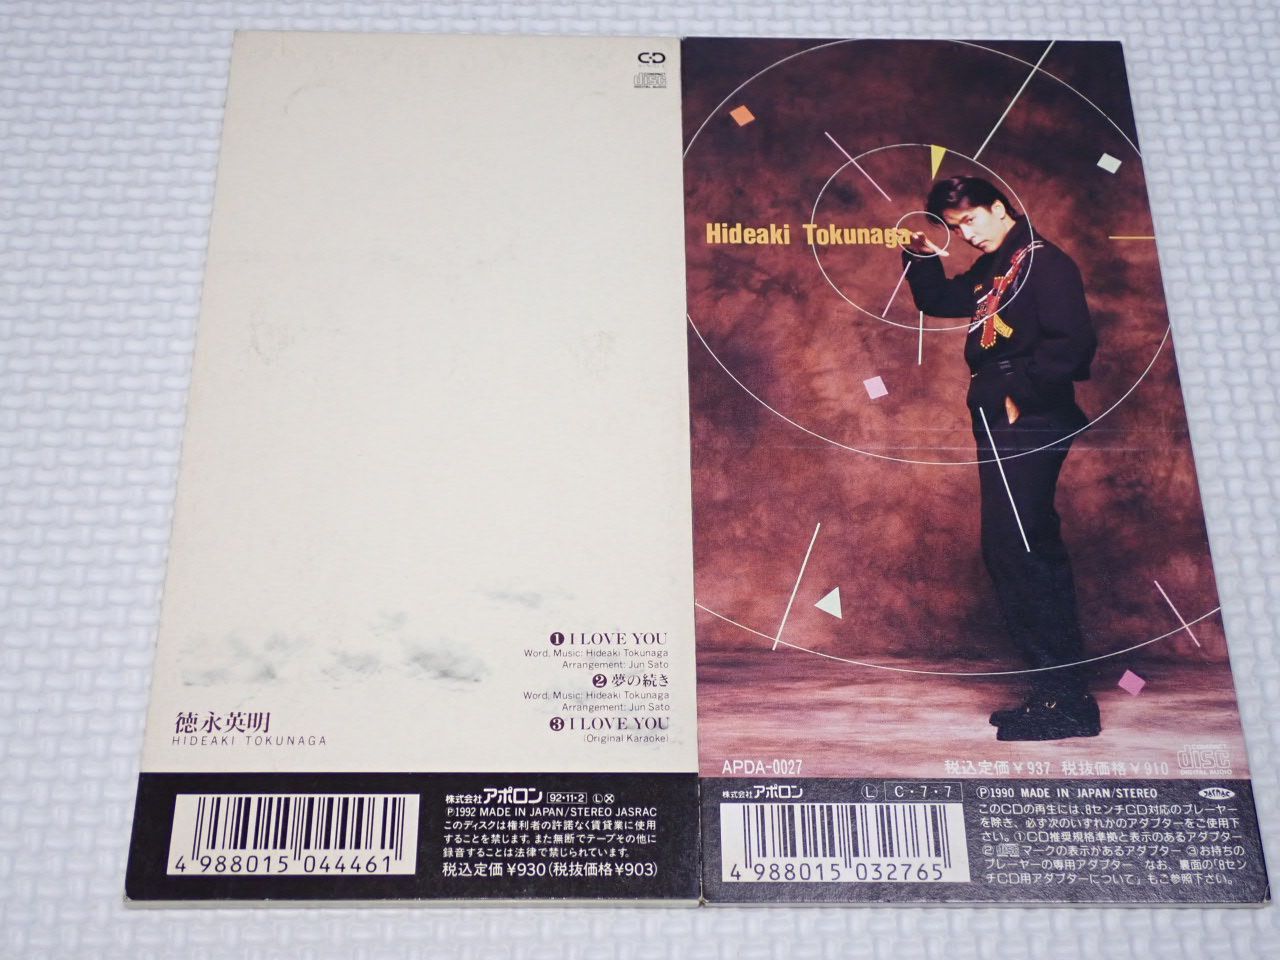 CD
SINGLE
COMPACT
disc
DIGITAL AUDIO
❶ I LOVE YOU
Word, Music: Hideaki Tokunaga
Arrangement: Jun Sato
❷ 夢の続き
Word, Music: Hideaki Tokunaga
Arrangement: Jun Sato
❸ I LOVE YOU
(Original Karaoke)
徳永英明
HIDEAKI TOKUNAGA
4 988015 044461
株式会社アポロン 92・11・2 Ⓛ Ⓧ
Ⓟ1992 MADE IN JAPAN/STEREO JASRAC
このディスクは権利者の許諾なく賃貸業に使用
することを禁じます。また無断でテープその他に
録音することは法律で禁じられています。
税込定価¥930(税抜価格¥903)
Hideaki Tokunaga
APDA-0027
税込定価¥937 税抜価格¥910
COMPACT
disc
DIGITAL AUDIO
株式会社アポロン
L C・7・7
4 988015 032765
Ⓟ1990 MADE IN JAPAN/STEREO
JASRAC
このCDの再生には、8センチCD対応のプレーヤー
を除き、必ず次のいずれかのアダプターをご使用下
さい。①CD推奨規格準拠と表示のあるアダプター
②マークの表示があるアダプター ③お持ちの
プレーヤーの専用アダプター なお、裏面の「8セン
チCD用アダプターについて」もご参照下さい。